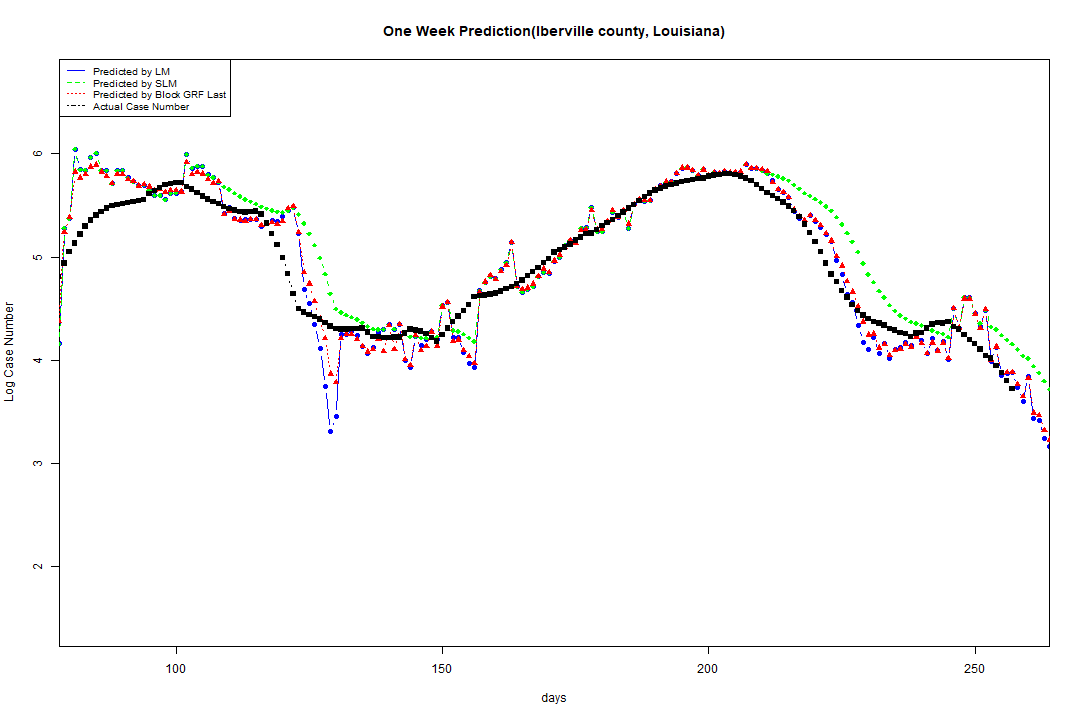 One Week Prediction(Iberville county, Louisiana)
Predicted by LM
Predicted by SLM
Predicted by Block GRF Last
Actual Case Number
6
5
4
3
2
Log Case Number
100 150 200 250
days